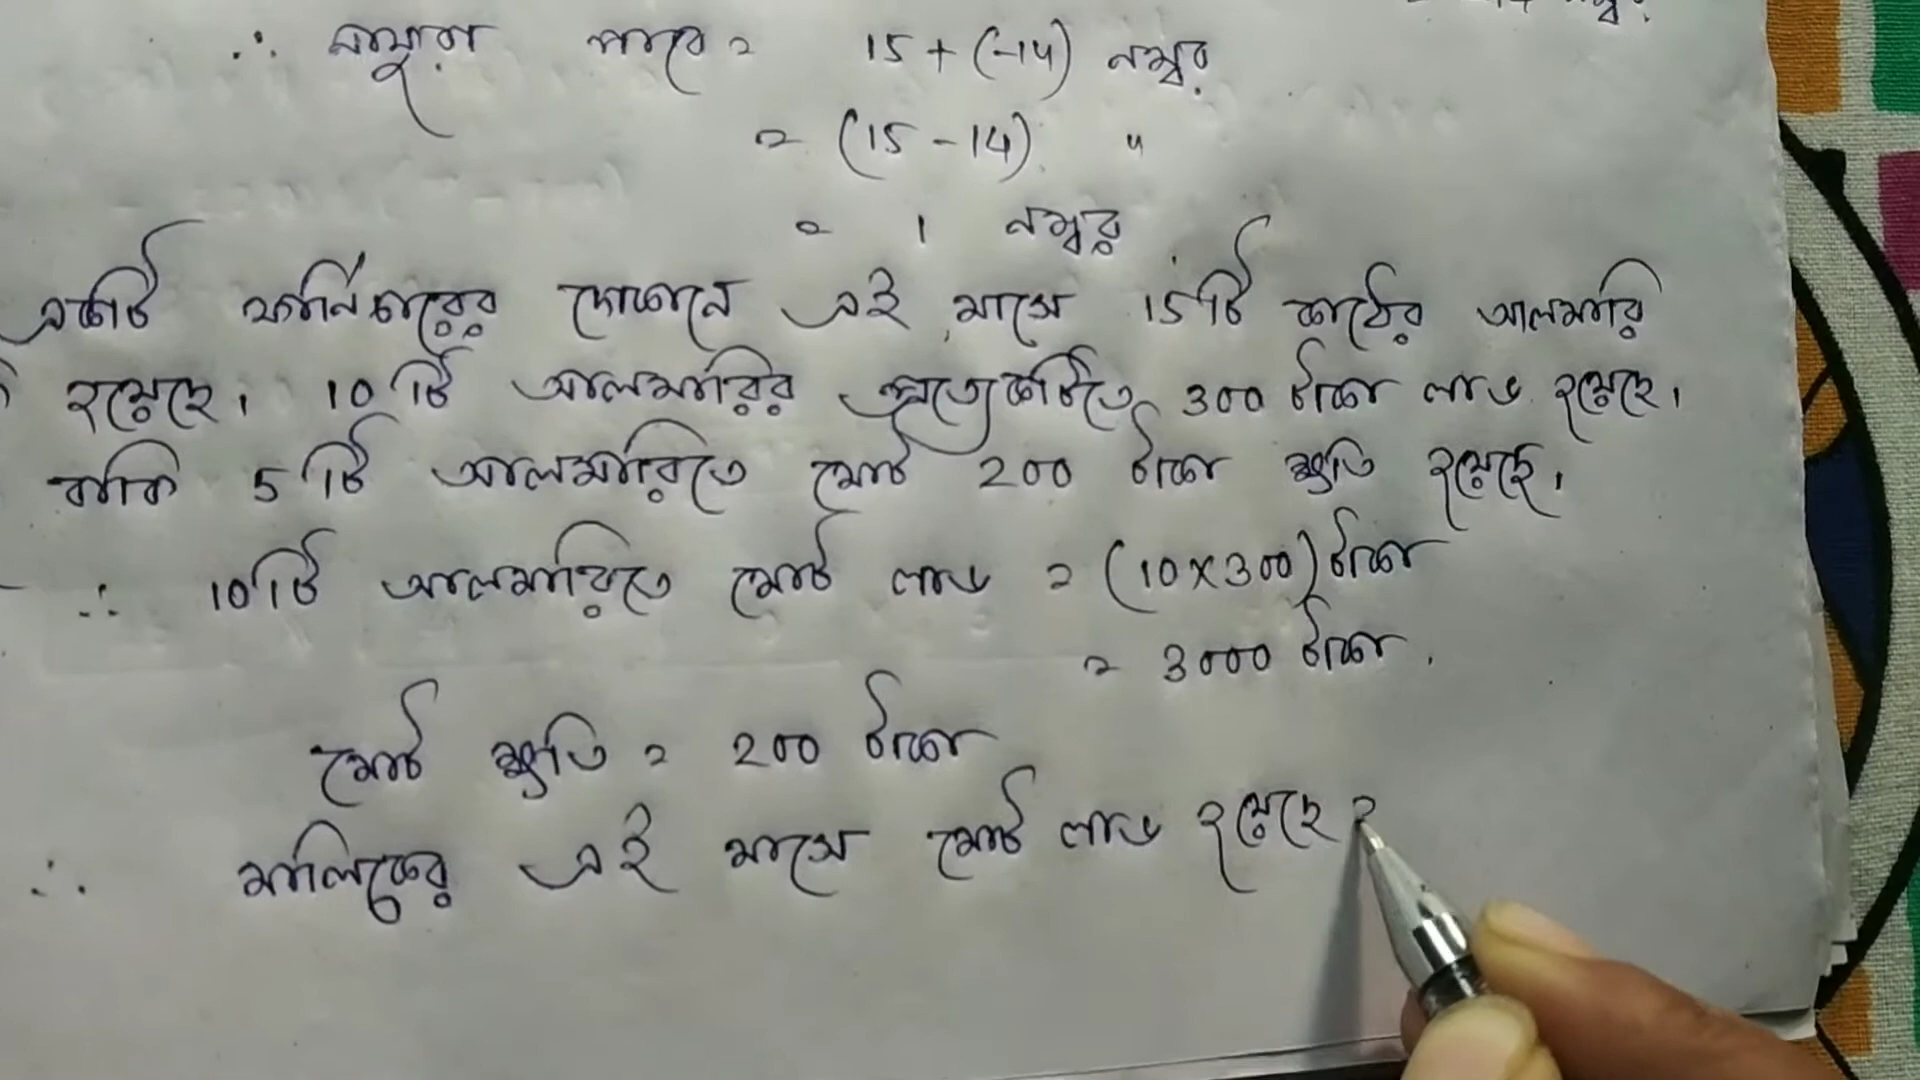 ∴ ময়ূরা পাবে = 15 + (-14) নম্বর
= (15 - 14) "
= 1 নম্বর
একটি ফার্নিচারের দোকানে এই মাসে 15টি কাঠের আলমারি
হয়েছে। 10টি আলমারির প্রত্যেকটিতে 300 টাকা লাভ হয়েছে।
বাকি 5টি আলমারিতে মোট 200 টাকা ক্ষতি হয়েছে।
∴ 10টি আলমারিতে মোট লাভ = (10×300) টাকা
= 3000 টাকা.
মোট ক্ষতি = 200 টাকা
∴ মালিকের এই মাসে মোট লাভ হয়েছে =